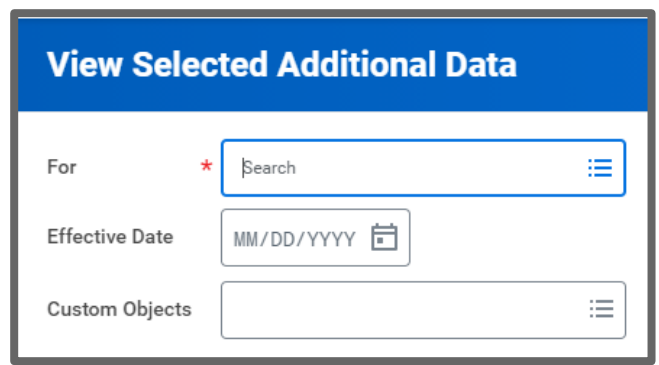 View Selected Additional Data
For * Search
Effective Date MM/DD/YYYY
Custom Objects